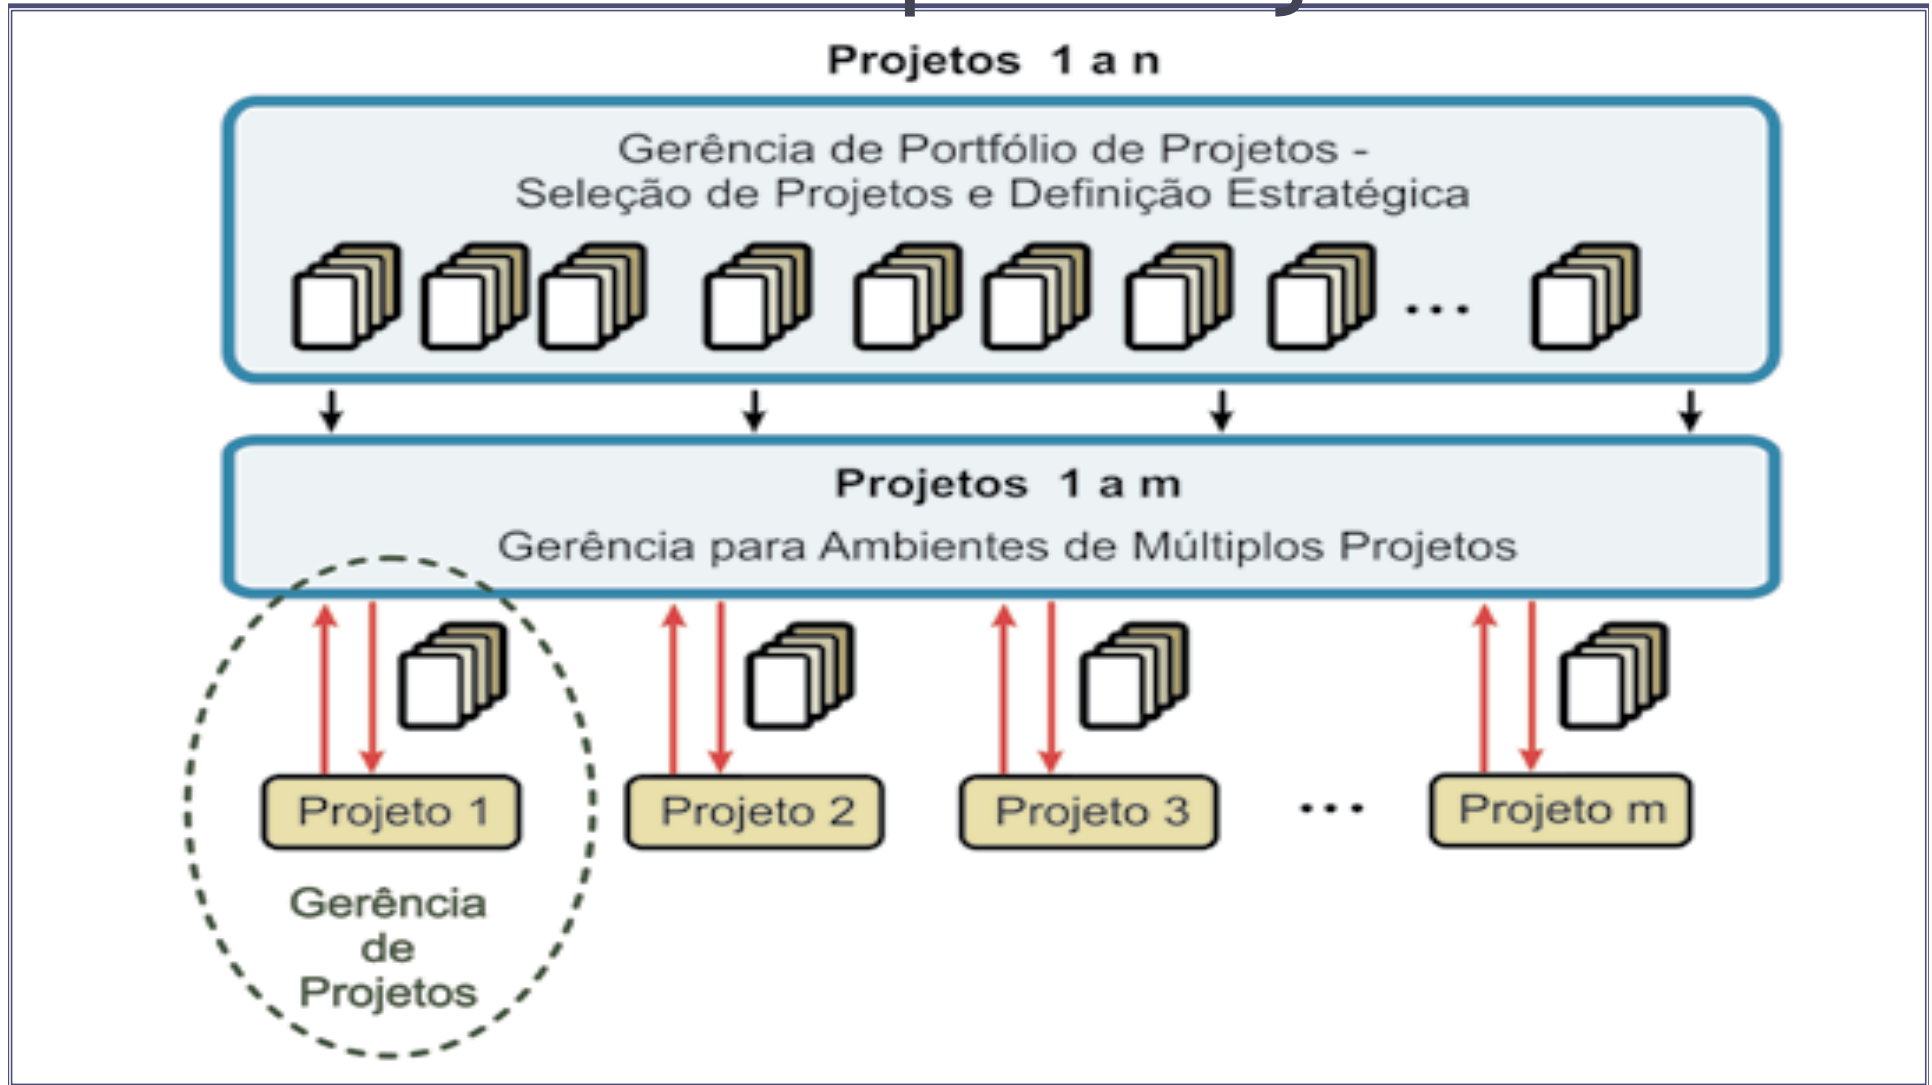 Projetos 1 a n
Gerência de Portfólio de Projetos -
Seleção de Projetos e Definição Estratégica
...
Projetos 1 a m
Gerência para Ambientes de Múltiplos Projetos
Projeto 1
Projeto 2
Projeto 3
...
Projeto m
Gerência
de
Projetos